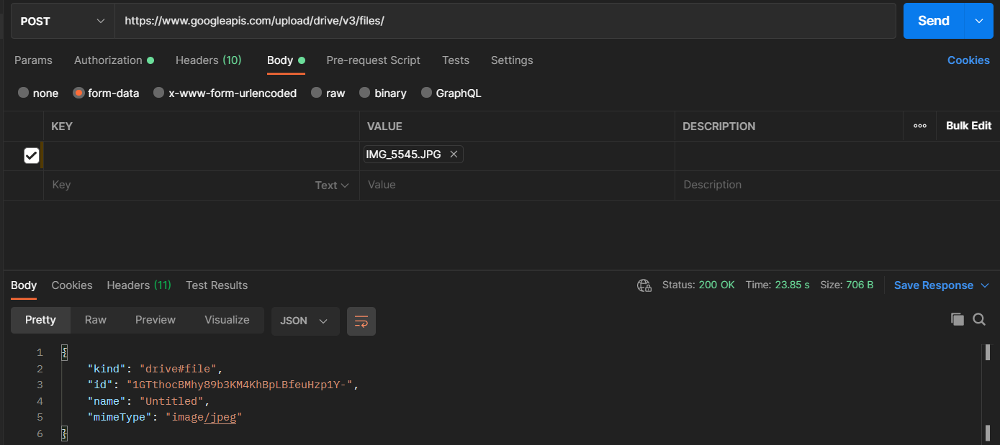 POST https://www.googleapis.com/upload/drive/v3/files/ Send
Params Authorization Headers (10) Body Pre-request Script Tests Settings Cookies
none form-data x-www-form-urlencoded raw binary GraphQL
KEY VALUE DESCRIPTION ooo Bulk Edit
IMG_5545.JPG ×
Key Text Value Description
Body Cookies Headers (11) Test Results Status: 200 OK Time: 23.85 s Size: 706 B Save Response
Pretty Raw Preview Visualize JSON
1 {
2 "kind": "drive#file",
3 "id": "1GTthocBMhy89b3KM4KhBpLBfeuHzp1Y-",
4 "name": "Untitled",
5 "mimeType": "image/jpeg"
6 }